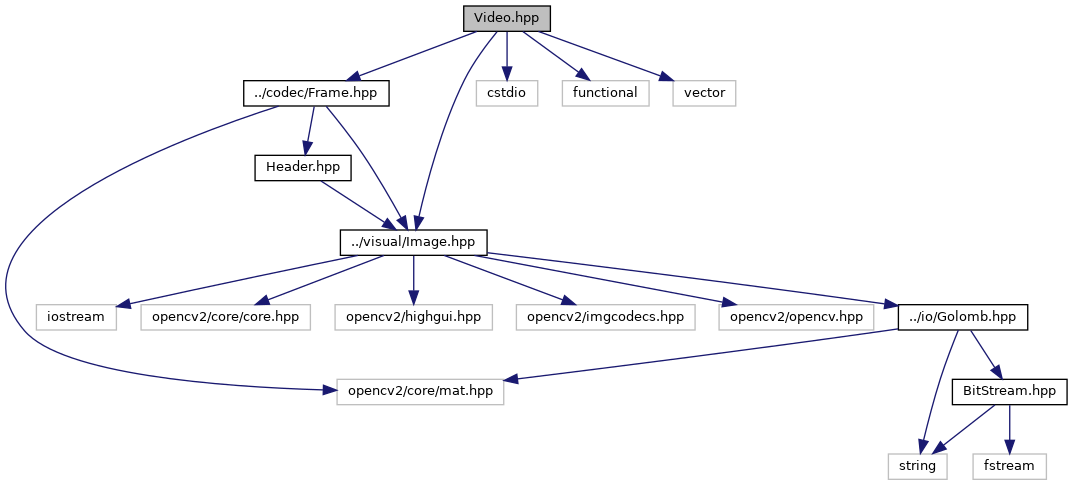 Video.hpp
../codec/Frame.hpp
cstdio
functional
vector
Header.hpp
../visual/Image.hpp
iostream
opencv2/core/core.hpp
opencv2/highgui.hpp
opencv2/imgcodecs.hpp
opencv2/opencv.hpp
../io/Golomb.hpp
opencv2/core/mat.hpp
BitStream.hpp
string
fstream